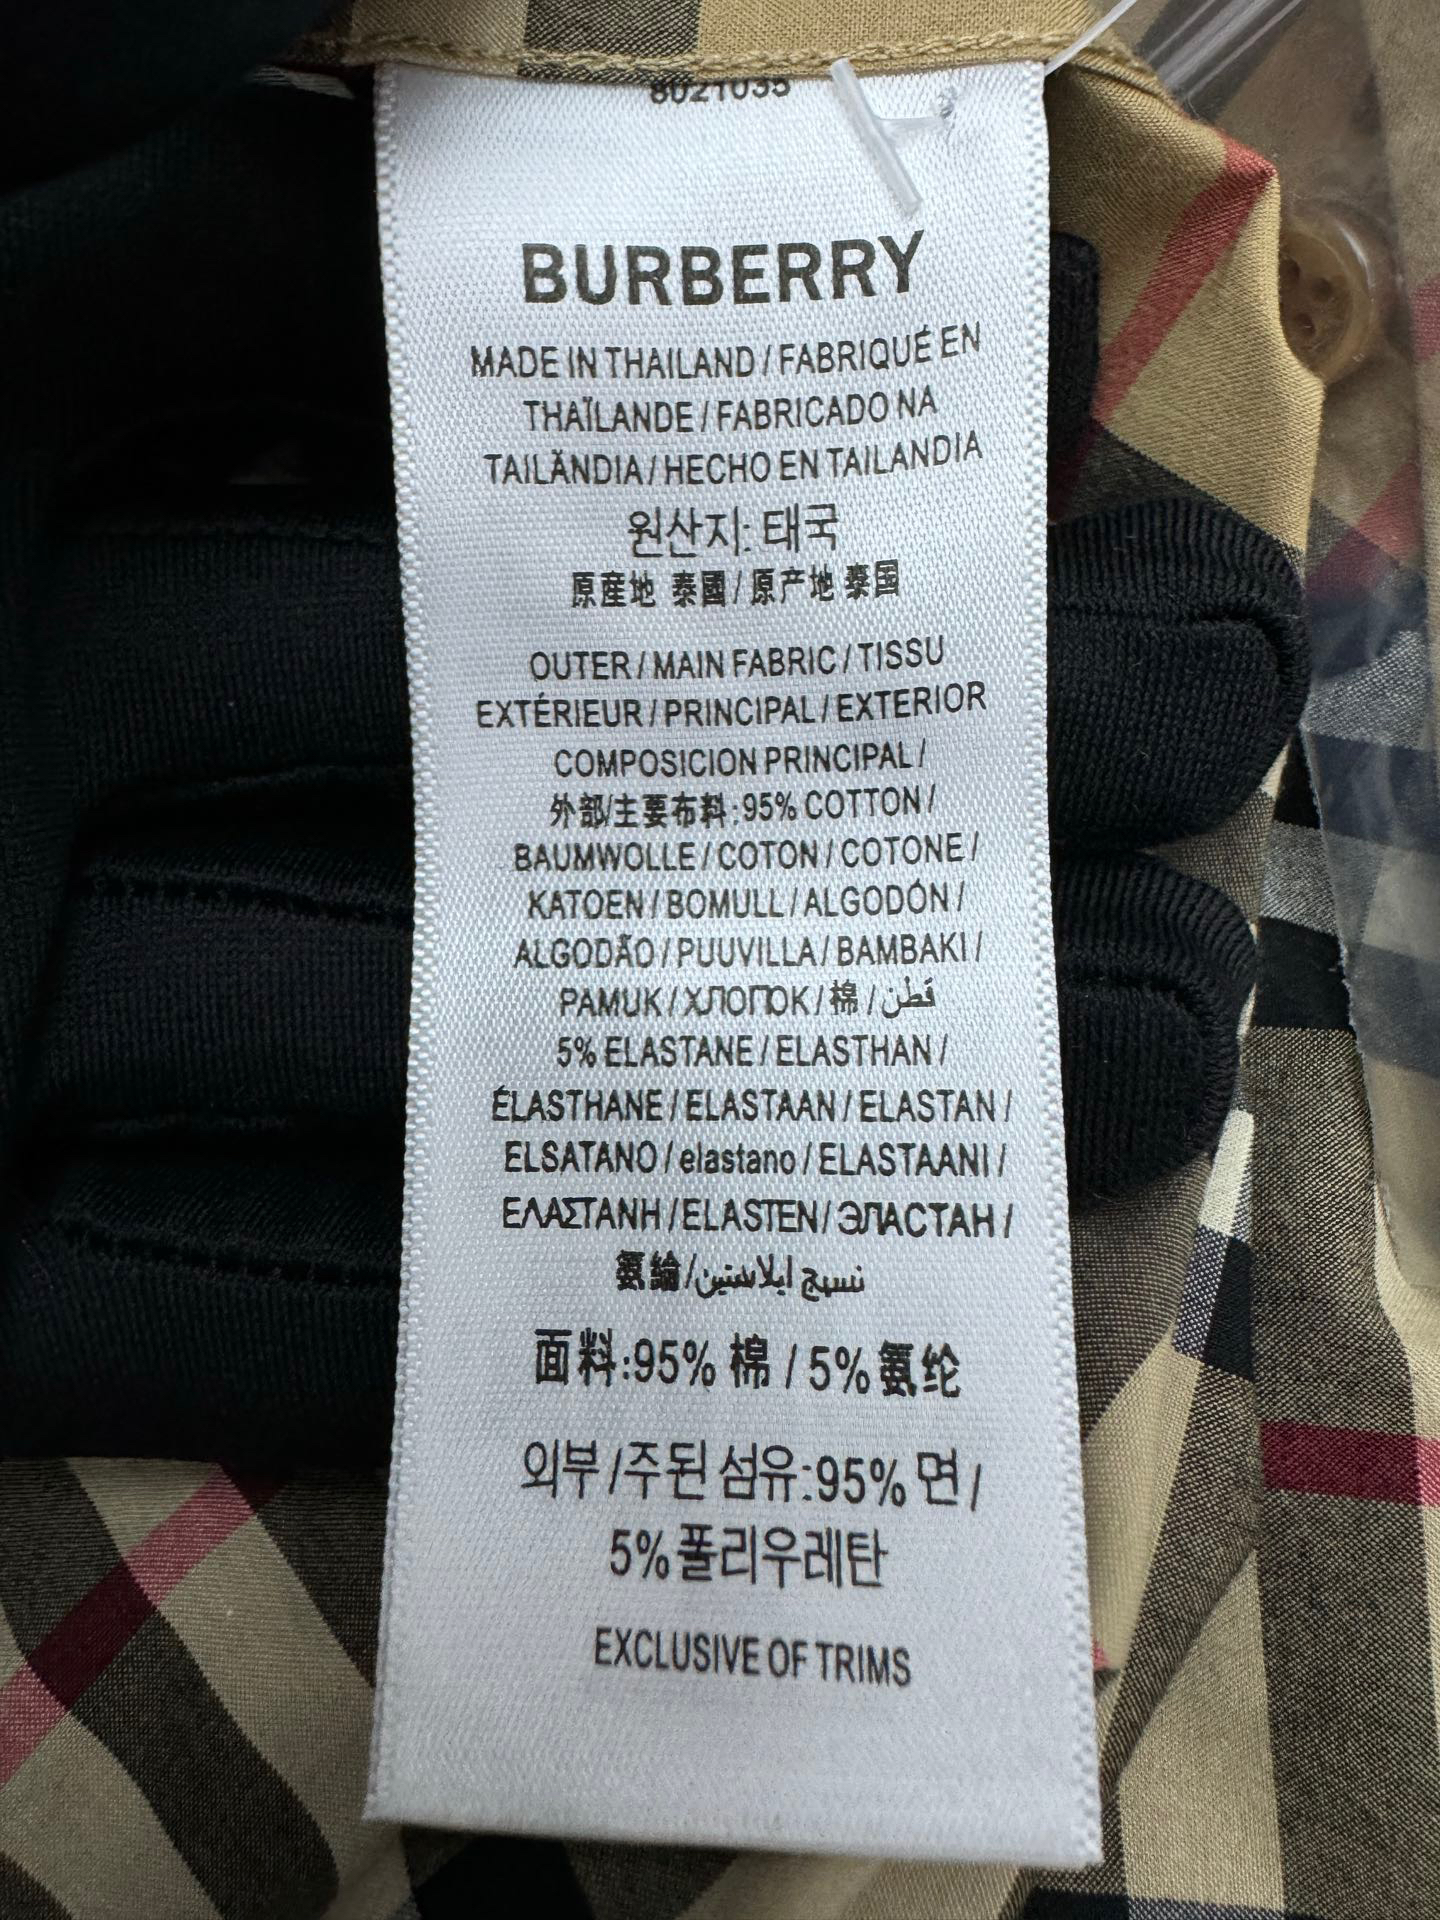 8021035
BURBERRY
MADE IN THAILAND / FABRIQUÉ EN
THAÏLANDE / FABRICADO NA
TAILÃNDIA / HECHO EN TAILANDIA
원산지: 태국
原産地 泰國 / 原产地 泰国
OUTER / MAIN FABRIC / TISSU
EXTÉRIEUR / PRINCIPAL / EXTERIOR
COMPOSICION PRINCIPAL /
外部/主要布料:95% COTTON /
BAUMWOLLE / COTON / COTONE /
KATOEN / BOMULL / ALGODÓN /
ALGODÃO / PUUVILLA / BAMBAKI /
PAMUK / ХЛОПОК / 棉 / قطن
5% ELASTANE / ELASTHAN /
ÉLASTHANE / ELASTAAN / ELASTAN /
ELSATANO / elastano / ELASTAANI /
ΕΛΑΣΤΑΝΗ / ELASTEN / ЭЛАСТАН /
氨綸/نسيج ايلاستين
面料:95% 棉 / 5% 氨纶
외부 / 주된 섬유:95% 면 /
5% 폴리우레탄
EXCLUSIVE OF TRIMS